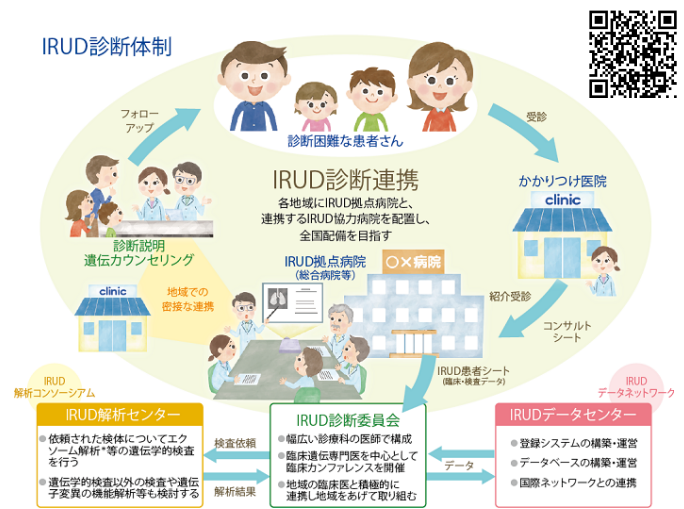 IRUD診断体制
フォロー
アップ
診断困難な患者さん
受診
IRUD診断連携
各地域にIRUD拠点病院と、
連携するIRUD協力病院を配置し、
全国配備を目指す
かかりつけ医院
clinic
診断説明
遺伝カウンセリング
IRUD拠点病院
(総合病院等)
○×病院
clinic
地域での
密接な連携
紹介受診
コンサルト
シート
IRUD患者シート
(臨床・検査データ)
IRUD
解析コンソーシアム
IRUD
データネットワーク
IRUD解析センター
●依頼された検体についてエク
ソーム解析*等の遺伝学的検査
を行う
●遺伝学的検査以外の検査や遺伝
子変異の機能解析等も検討する
検査依頼
解析結果
IRUD診断委員会
●幅広い診療科の医師で構成
●臨床遺伝専門医を中心として
臨床カンファレンスを開催
●地域の臨床医と積極的に
連携し地域をあげて取り組む
データ
IRUDデータセンター
●登録システムの構築・運営
●データベースの構築・運営
●国際ネットワークとの連携